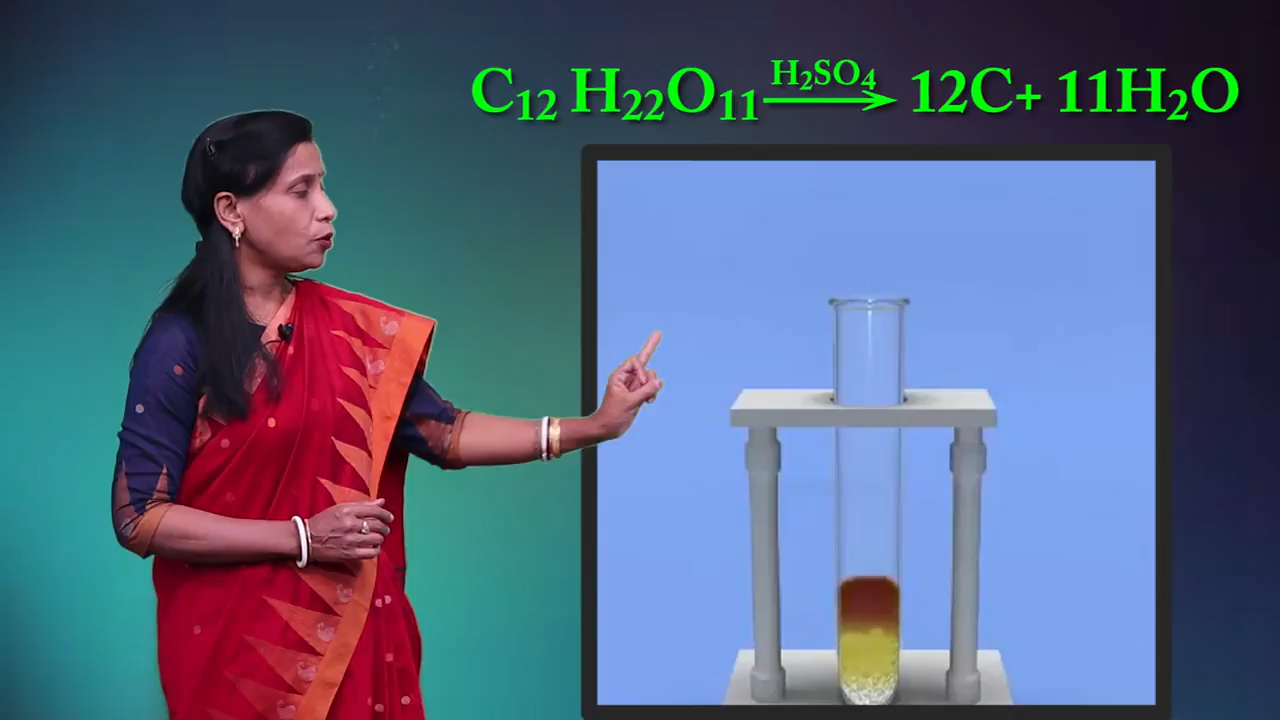 C₁₂ H₂₂O₁₁ —H₂SO₄→ 12C+ 11H₂O